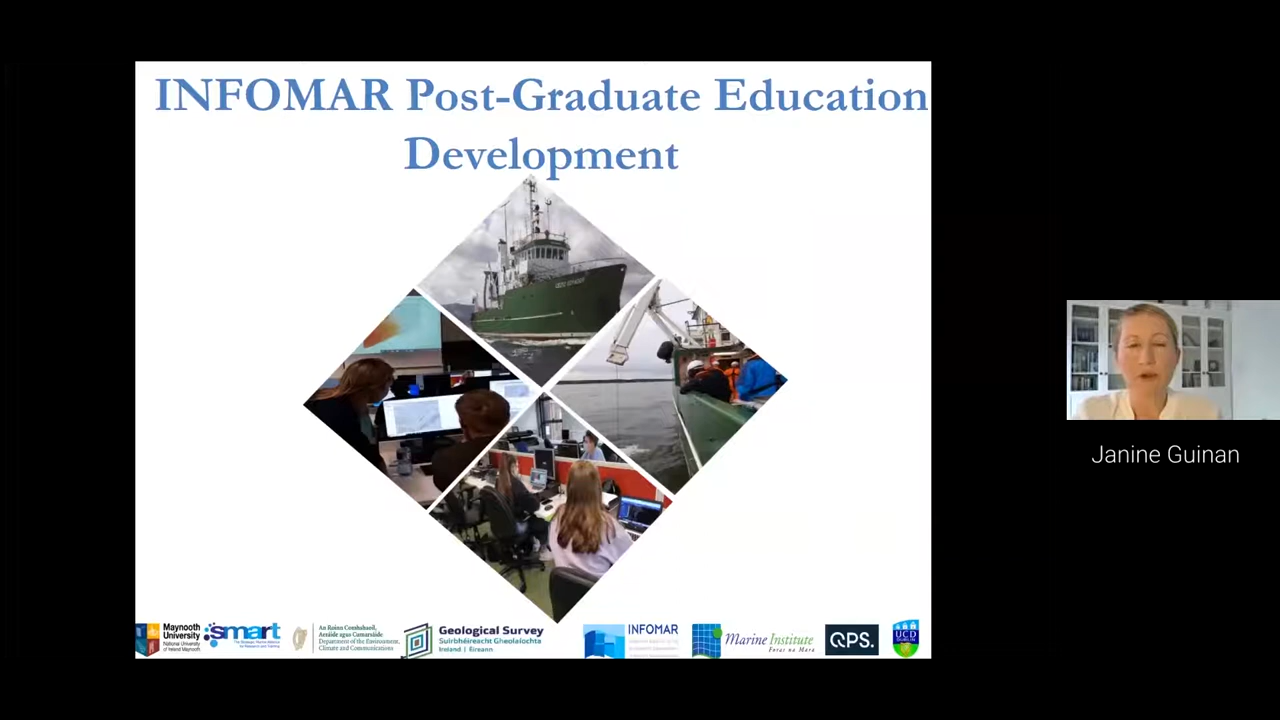 INFOMAR Post-Graduate Education
Development
Maynooth
University
National University
of Ireland Maynooth
smart
An Roinn Comhshaoil,
Aeráide agus Cumarsáide
Department of the Environment,
Climate and Communications
Geological Survey
Suirbhéireacht Gheolaíochta
Ireland | Éireann
INFOMAR
Marine Institute
Foras na Mara
QPS.
UCD
DUBLIN
Janine Guinan